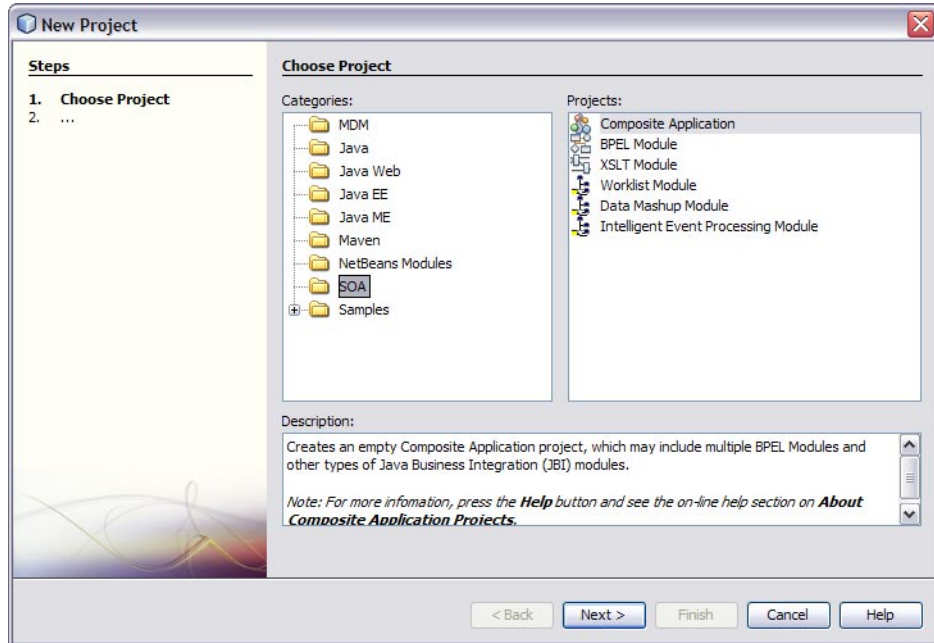 New Project
Steps
1. Choose Project
2. ...
Choose Project
Categories:
MDM
Java
Java Web
Java EE
Java ME
Maven
NetBeans Modules
SOA
Samples
Projects:
Composite Application
BPEL Module
XSLT Module
Worklist Module
Data Mashup Module
Intelligent Event Processing Module
Description:
Creates an empty Composite Application project, which may include multiple BPEL Modules and
other types of Java Business Integration (JBI) modules.
Note: For more infomation, press the Help button and see the on-line help section on About
Composite Application Projects.
< Back
Next >
Finish
Cancel
Help